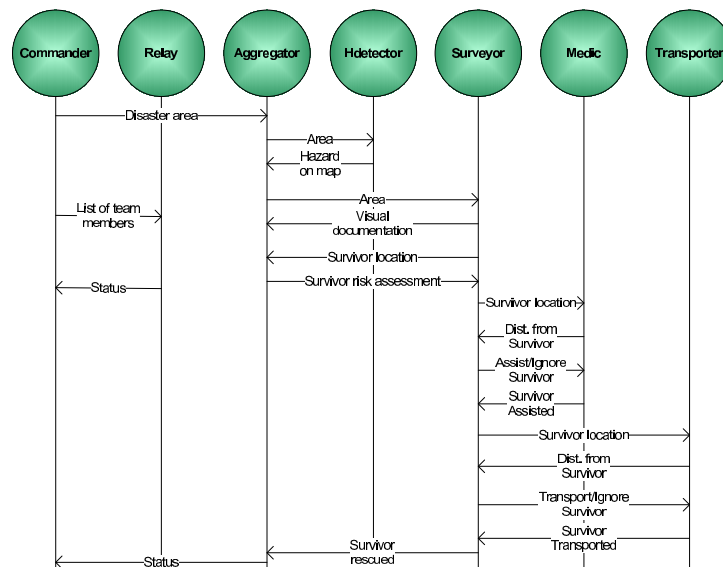 Commander Relay Aggregator Hdetector Surveyor Medic Transporter
Disaster area
Area
Hazard
on map
Area
List of team
members
Visual
documentation
Survivor location
Status
Survivor risk assessment
Survivor location
Dist. from
Survivor
Assist/Ignore
Survivor
Survivor
Assisted
Survivor location
Dist. from
Survivor
Transport/Ignore
Survivor
Survivor
Transported
Survivor
rescued
Status